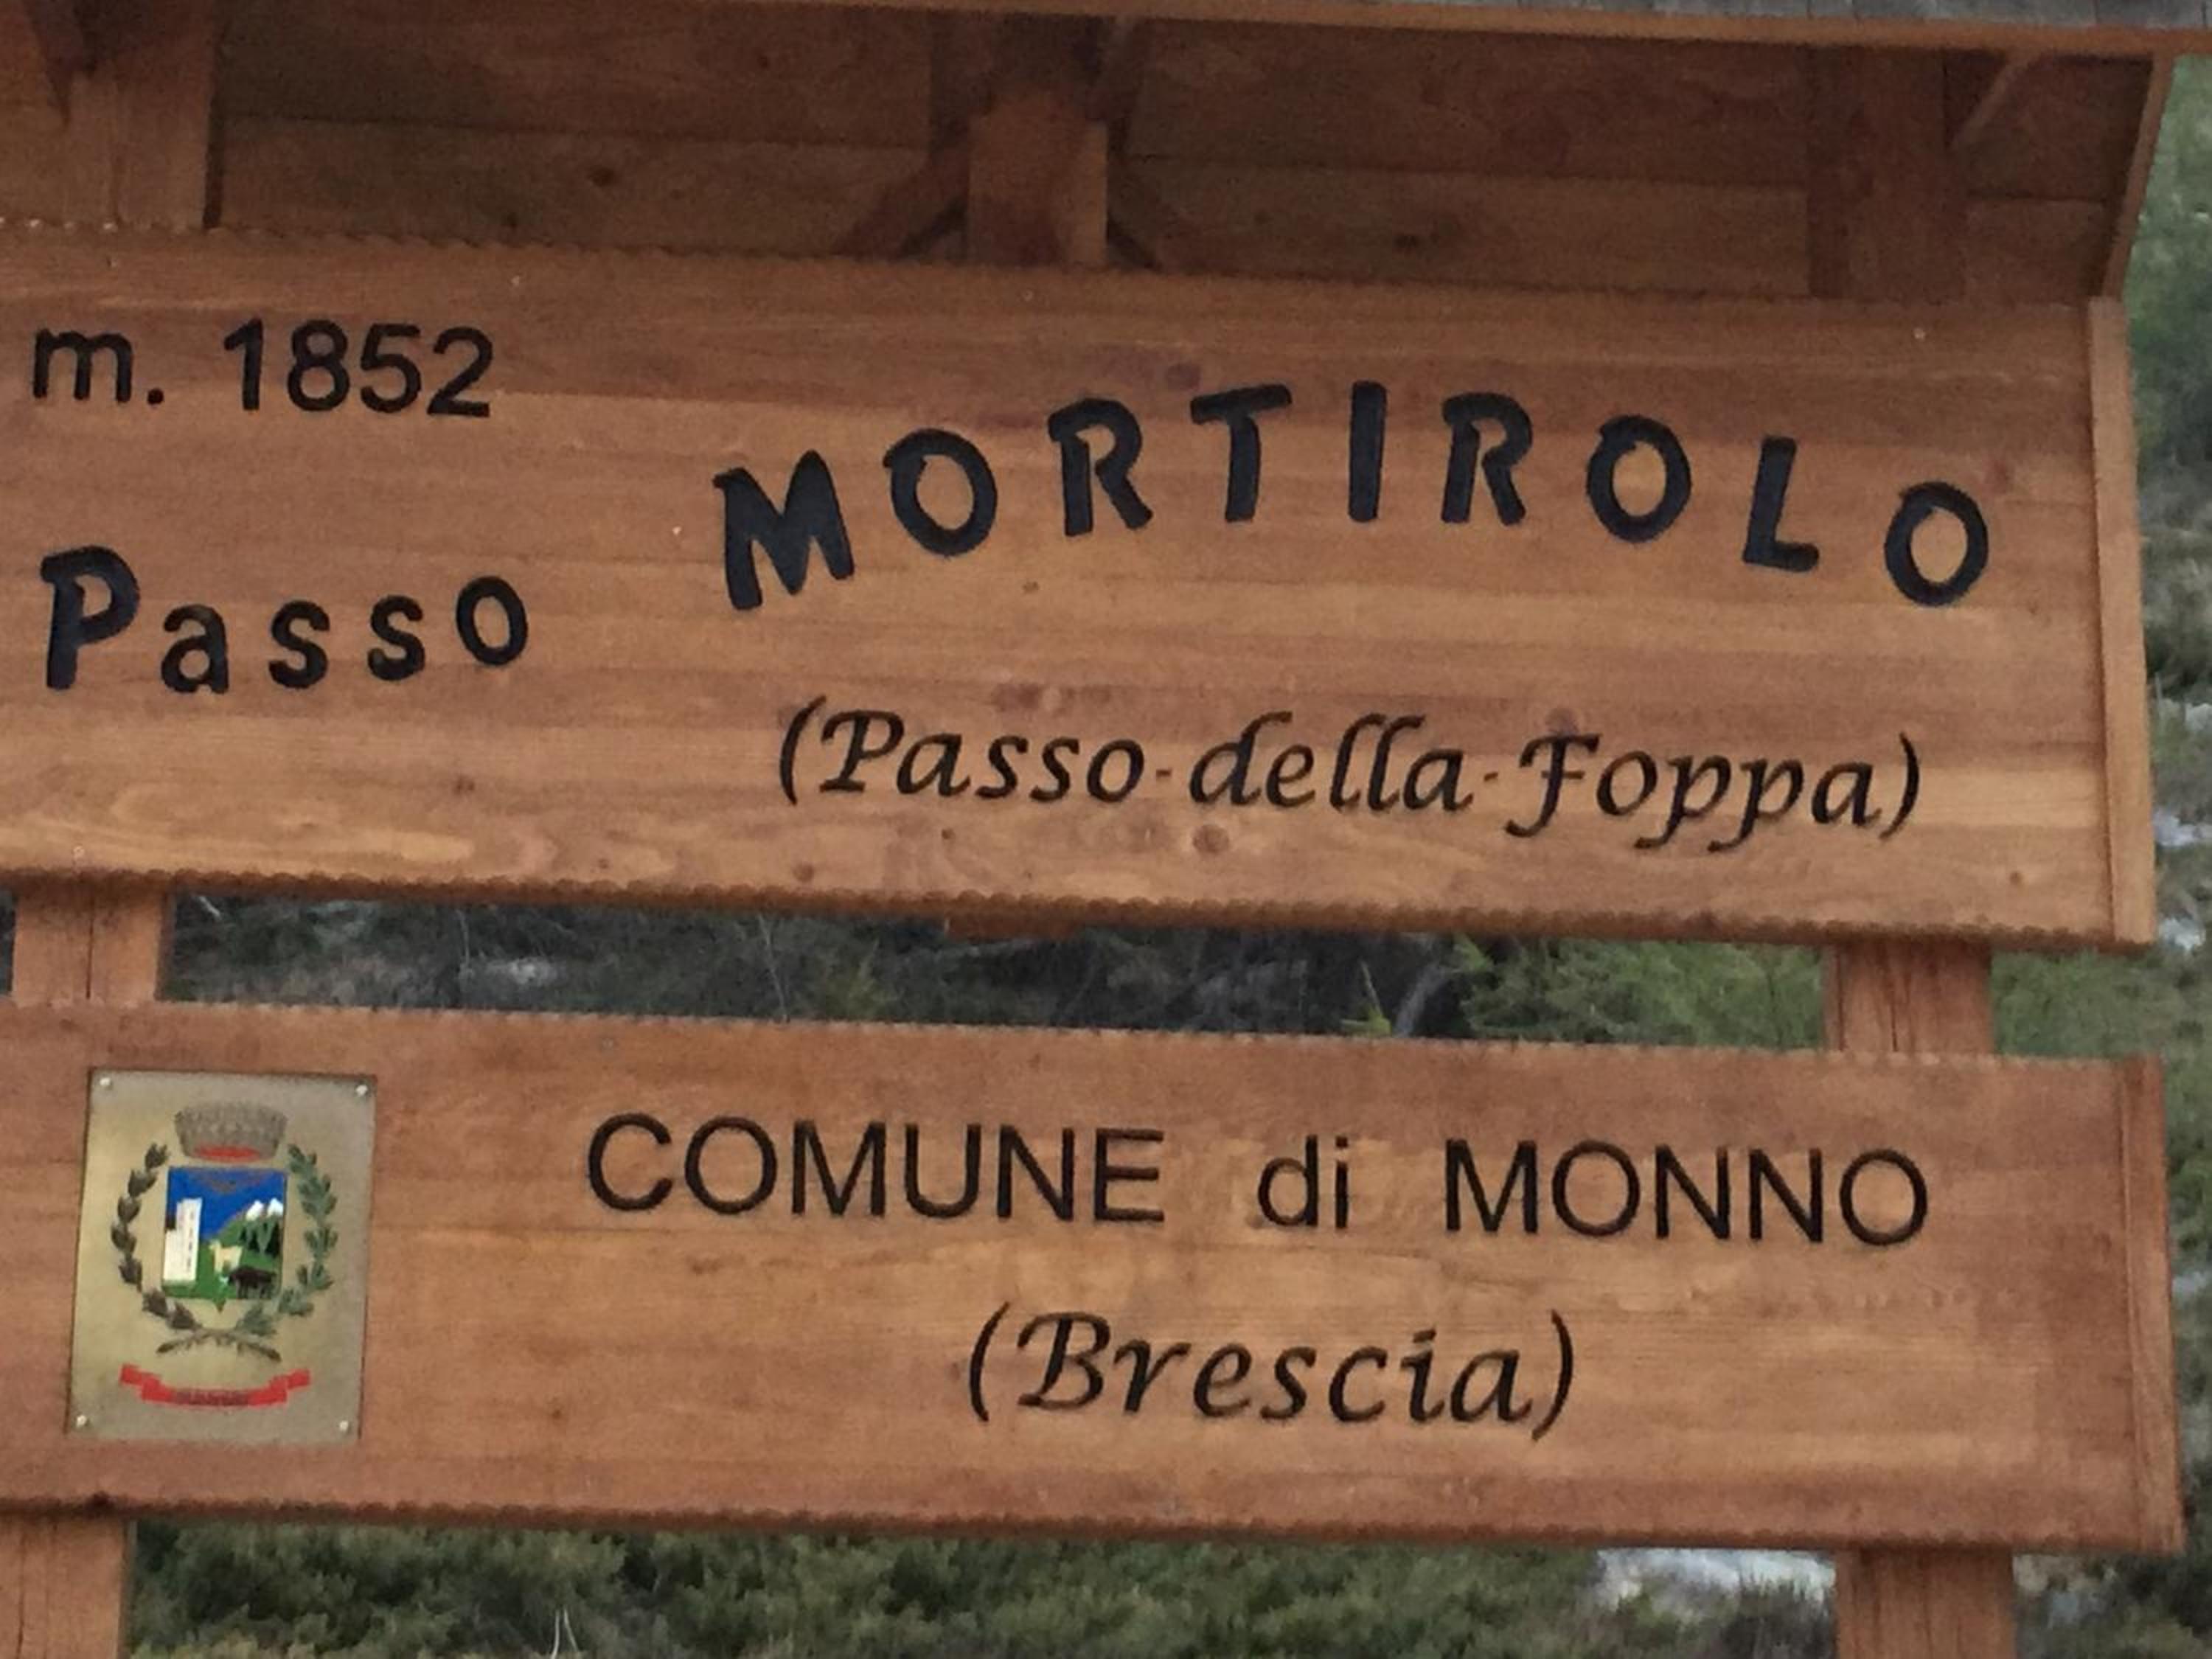 m. 1852
Passo MORTIROLO
(Passo-della-Foppa)
COMUNE di MONNO
(Brescia)